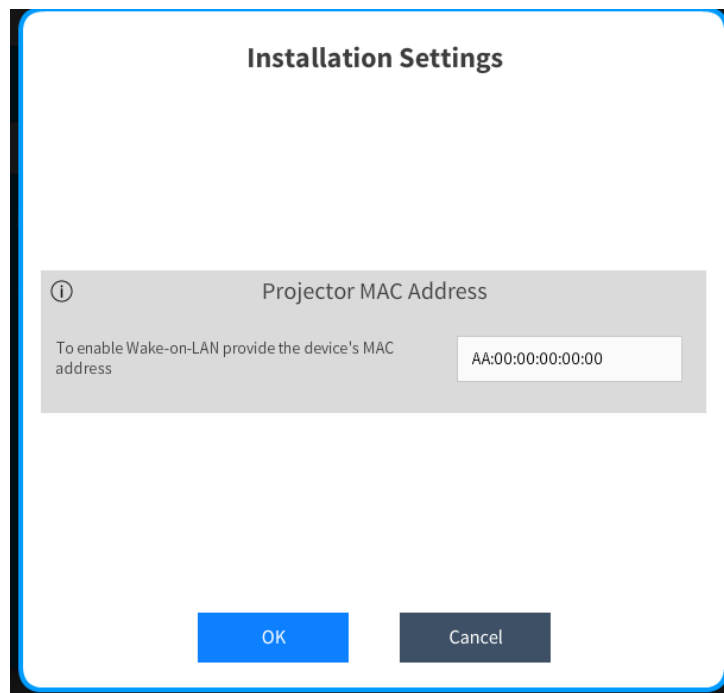 Installation Settings
Projector MAC Address
To enable Wake-on-LAN provide the device's MAC
address
AA:00:00:00:00:00
OK
Cancel